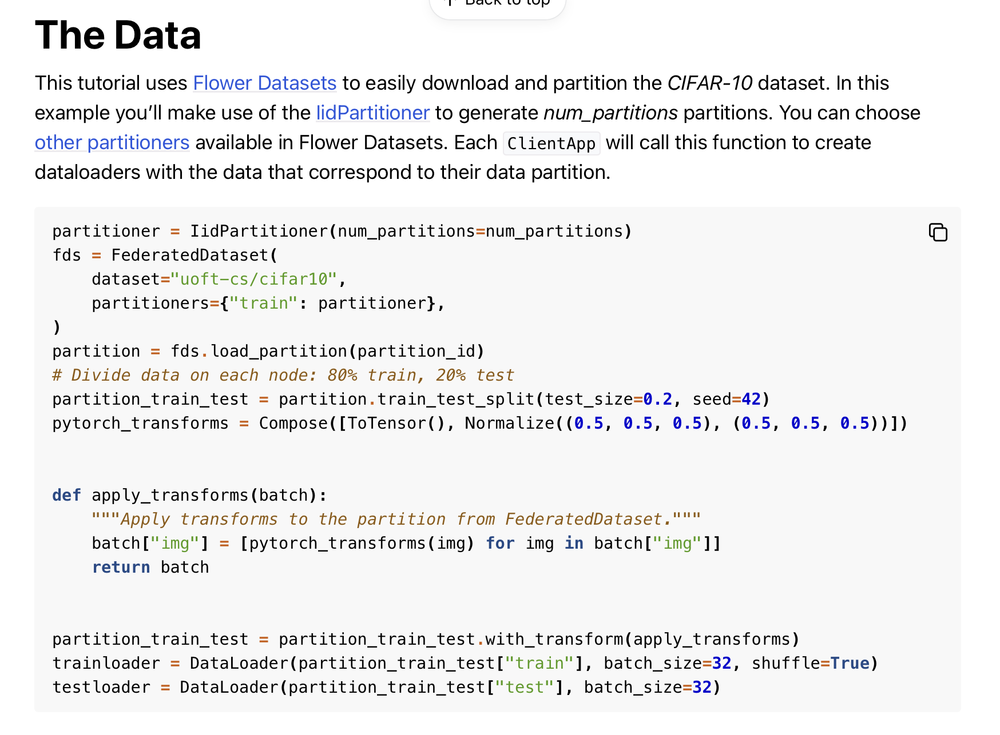 Back to top
The Data
This tutorial uses Flower Datasets to easily download and partition the CIFAR-10 dataset. In this
example you’ll make use of the IidPartitioner to generate num_partitions partitions. You can choose
other partitioners available in Flower Datasets. Each ClientApp will call this function to create
dataloaders with the data that correspond to their data partition.
partitioner = IidPartitioner(num_partitions=num_partitions)
fds = FederatedDataset(
    dataset="uoft-cs/cifar10",
    partitioners={"train": partitioner},
)
partition = fds.load_partition(partition_id)
# Divide data on each node: 80% train, 20% test
partition_train_test = partition.train_test_split(test_size=0.2, seed=42)
pytorch_transforms = Compose([ToTensor(), Normalize((0.5, 0.5, 0.5), (0.5, 0.5, 0.5))])
def apply_transforms(batch):
    """Apply transforms to the partition from FederatedDataset."""
    batch["img"] = [pytorch_transforms(img) for img in batch["img"]]
    return batch
partition_train_test = partition_train_test.with_transform(apply_transforms)
trainloader = DataLoader(partition_train_test["train"], batch_size=32, shuffle=True)
testloader = DataLoader(partition_train_test["test"], batch_size=32)